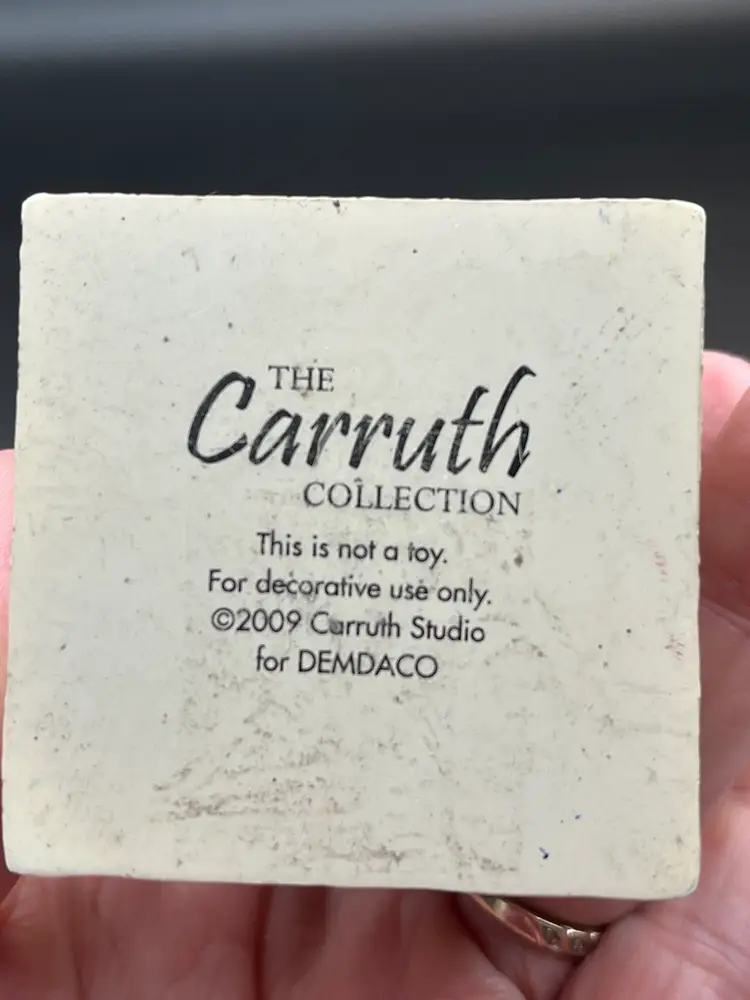 THE
Carruth
COLLECTION
This is not a toy.
For decorative use only.
©2009 Carruth Studio
for DEMDACO